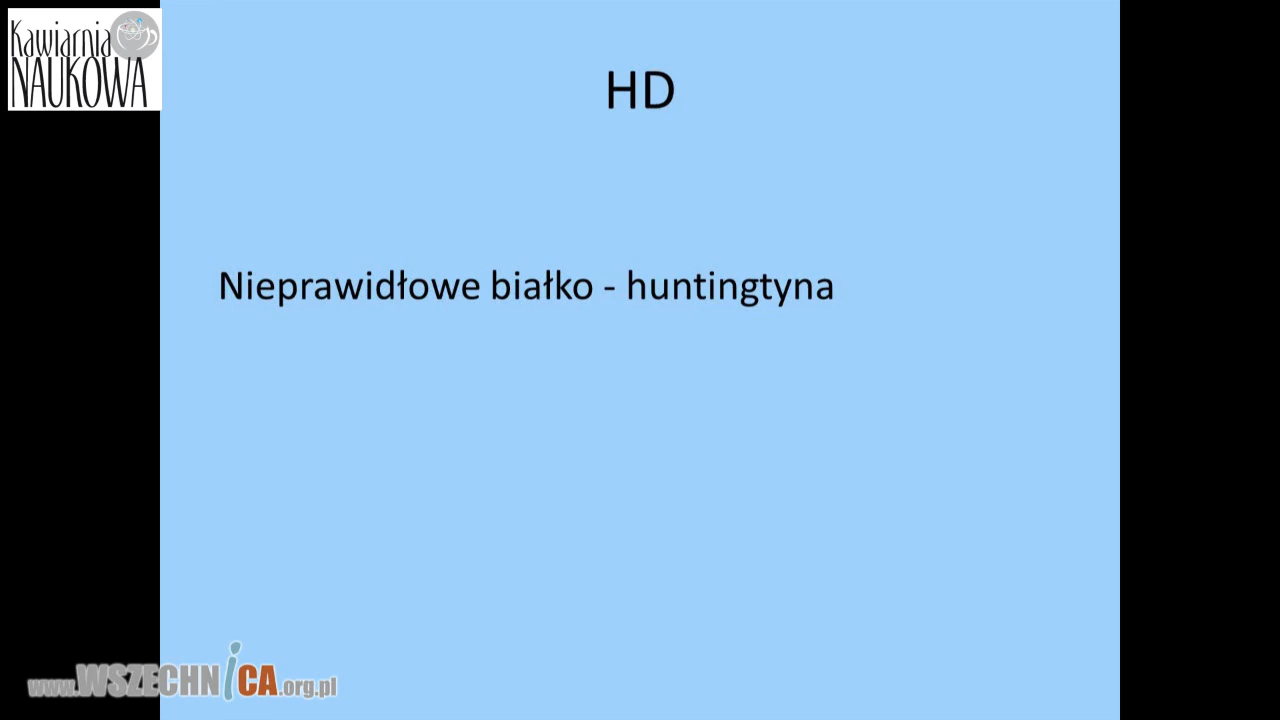 Kawiarnia
NAUKOWA
HD
Nieprawidłowe białko - huntingtyna
www.WSZECHNiCA.org.pl